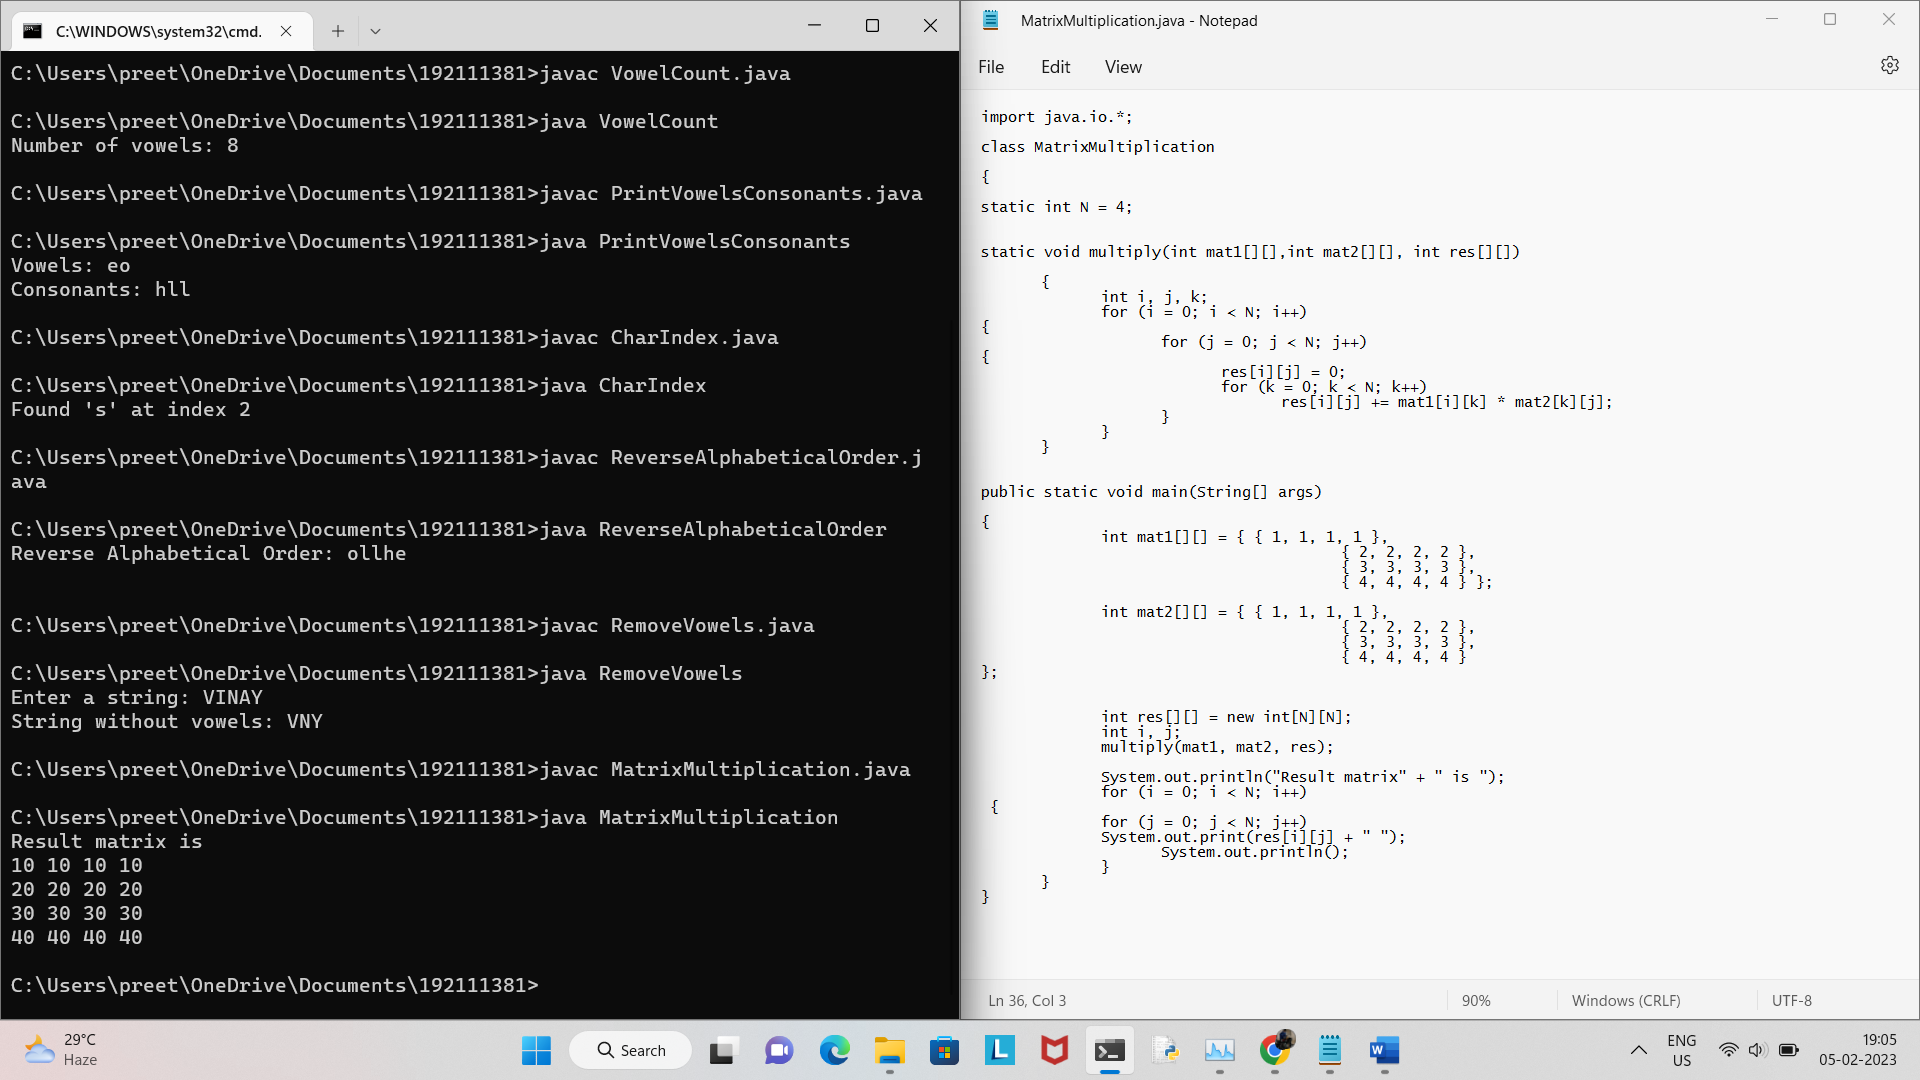 C:\WINDOWS\system32\cmd.
C:\Users\preet\OneDrive\Documents\192111381>javac VowelCount.java
C:\Users\preet\OneDrive\Documents\192111381>java VowelCount
Number of vowels: 8
C:\Users\preet\OneDrive\Documents\192111381>javac PrintVowelsConsonants.java
C:\Users\preet\OneDrive\Documents\192111381>java PrintVowelsConsonants
Vowels: eo
Consonants: hll
C:\Users\preet\OneDrive\Documents\192111381>javac CharIndex.java
C:\Users\preet\OneDrive\Documents\192111381>java CharIndex
Found 's' at index 2
C:\Users\preet\OneDrive\Documents\192111381>javac ReverseAlphabeticalOrder.j
ava
C:\Users\preet\OneDrive\Documents\192111381>java ReverseAlphabeticalOrder
Reverse Alphabetical Order: ollhe
C:\Users\preet\OneDrive\Documents\192111381>javac RemoveVowels.java
C:\Users\preet\OneDrive\Documents\192111381>java RemoveVowels
Enter a string: VINAY
String without vowels: VNY
C:\Users\preet\OneDrive\Documents\192111381>javac MatrixMultiplication.java
C:\Users\preet\OneDrive\Documents\192111381>java MatrixMultiplication
Result matrix is
10 10 10 10
20 20 20 20
30 30 30 30
40 40 40 40
C:\Users\preet\OneDrive\Documents\192111381>
MatrixMultiplication.java - Notepad
File Edit View
import java.io.*;
class MatrixMultiplication
{
static int N = 4;
static void multiply(int mat1[][],int mat2[][], int res[][])
{
int i, j, k;
for (i = 0; i < N; i++)
{
for (j = 0; j < N; j++)
{
res[i][j] = 0;
for (k = 0; k < N; k++)
res[i][j] += mat1[i][k] * mat2[k][j];
}
}
}
public static void main(String[] args)
{
int mat1[][] = { { 1, 1, 1, 1 },
{ 2, 2, 2, 2 },
{ 3, 3, 3, 3 },
{ 4, 4, 4, 4 } };
int mat2[][] = { { 1, 1, 1, 1 },
{ 2, 2, 2, 2 },
{ 3, 3, 3, 3 },
{ 4, 4, 4, 4 }
};
int res[][] = new int[N][N];
int i, j;
multiply(mat1, mat2, res);
System.out.println("Result matrix" + " is ");
for (i = 0; i < N; i++)
{
for (j = 0; j < N; j++)
System.out.print(res[i][j] + " ");
System.out.println();
}
}
}
Ln 36, Col 3 90% Windows (CRLF) UTF-8
29°C
Haze
Search
L
W
ENG
US
19:05
05-02-2023